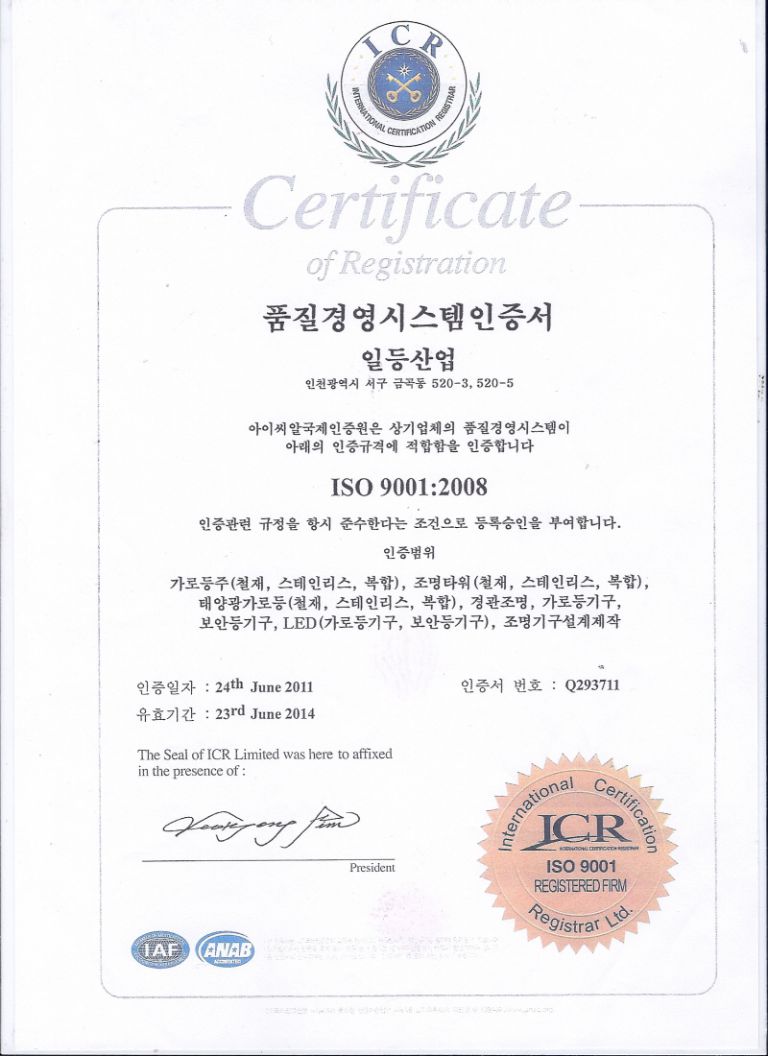 ICR
INTERNATIONAL CERTIFICATION REGISTRAR
Certificate
of Registration
품질경영시스템인증서
일등산업
인천광역시 서구 금곡동 520-3, 520-5
아이씨알국제인증원은 상기업체의 품질경영시스템이
아래의 인증규격에 적합함을 인증합니다
ISO 9001:2008
인증관련 규정을 항시 준수한다는 조건으로 등록승인을 부여합니다.
인증범위
가로등주(철재, 스테인리스, 복합), 조명타워(철재, 스테인리스, 복합),
태양광가로등(철재, 스테인리스, 복합), 경관조명, 가로등기구,
보안등기구, LED(가로등기구, 보안등기구), 조명기구설계제작
인증일자 : 24th June 2011
인증서 번호 : Q293711
유효기간 : 23rd June 2014
The Seal of ICR Limited was here to affixed
in the presence of :
President
International Certification
ICR
INTERNATIONAL CERTIFICATION REGISTRAR
ISO 9001
REGISTERED FIRM
Registrar Ltd.
IAF
ANAB
ACCREDITED